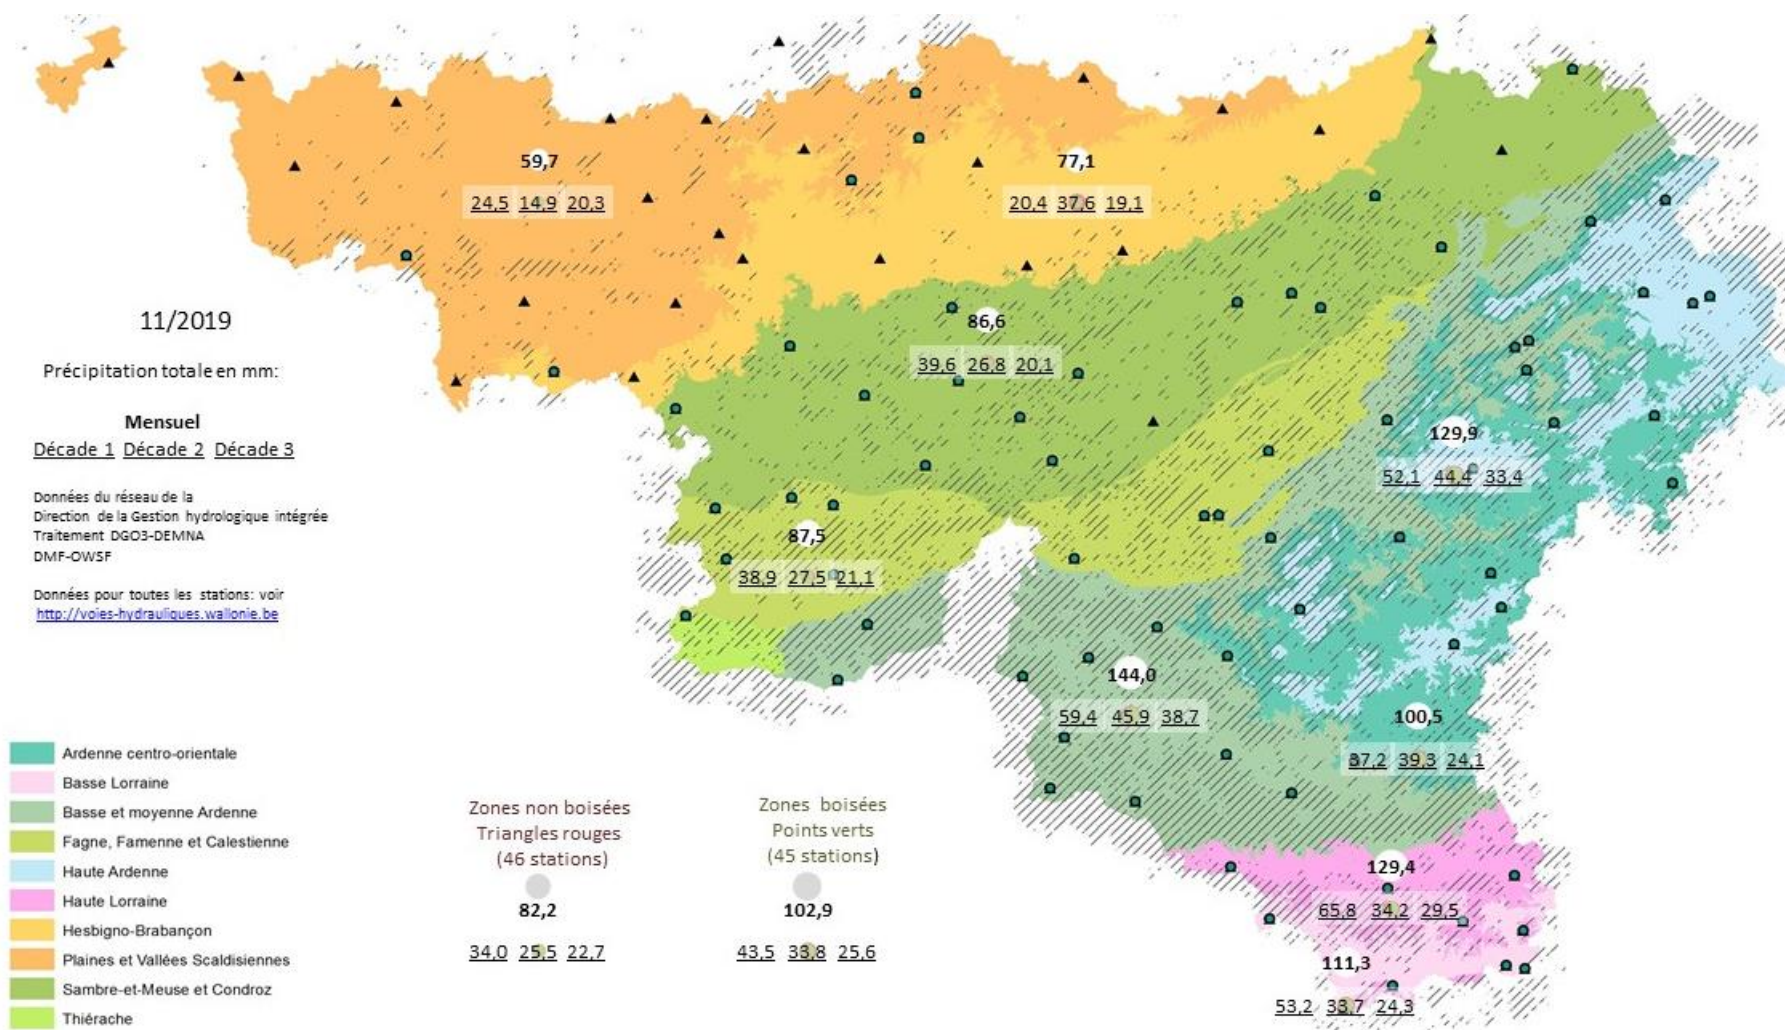 59,7
24,5 14,9 20,3
77,1
20,4 37,6 19,1
11/2019
86,6
39,6 26,8 20,1
Précipitation totale en mm:
Mensuel
Décade 1 Décade 2 Décade 3
129,9
52,1 44,4 33,4
Données du réseau de la
Direction de la Gestion hydrologique intégrée
Traitement DGO3-DEMNA
DMF-OWSF
87,5
38,9 27,5 21,1
Données pour toutes les stations: voir
http://voies-hydrauliques.wallonie.be
144,0
59,4 45,9 38,7
100,5
37,2 39,3 24,1
Ardenne centro-orientale
Basse Lorraine
Basse et moyenne Ardenne
Fagne, Famenne et Calestienne
Haute Ardenne
Haute Lorraine
Hesbigno-Brabançon
Plaines et Vallées Scaldisiennes
Sambre-et-Meuse et Condroz
Thiérache
Zones non boisées
Triangles rouges
(46 stations)
82,2
34,0 25,5 22,7
Zones boisées
Points verts
(45 stations)
102,9
43,5 33,8 25,6
129,4
65,8 34,2 29,5
111,3
53,2 33,7 24,3